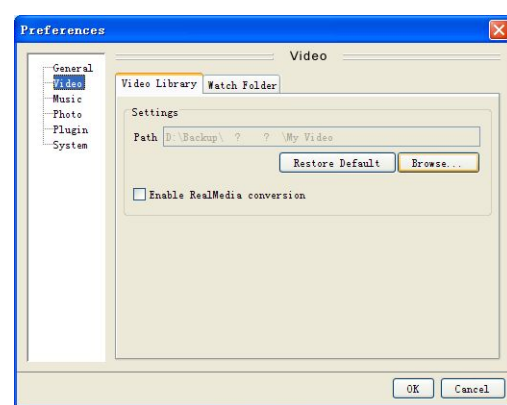 Preferences
Video
General
Video
Music
Photo
Plugin
System
Video Library
Watch Folder
Settings
Path D:\Backup\ ? ? \My Video
Restore Default
Browse...
Enable RealMedia conversion
OK
Cancel